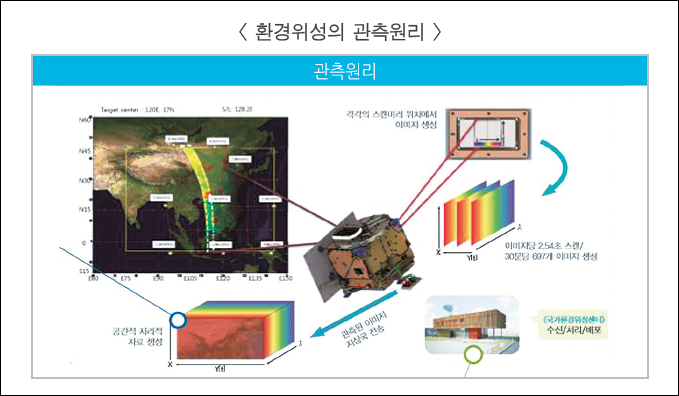 < 환경위성의 관측원리 >
관측원리
Target center : 120E, 17N
S/L: 128.2E
N60
N45
N30
N15
0
S15
E60
E75
E90
E105
E120
E135
E150
각각의 스캔미러 위치에서
이미지 생성
λ
X
Y(t)
이미지당 2.54초 스캔/
30분당 697개 이미지 생성
공간적 지리적
자료 생성
X
Y(t)
λ
관측된 이미지
지상국 전송
《국가환경위성센터》
수신/처리/배포